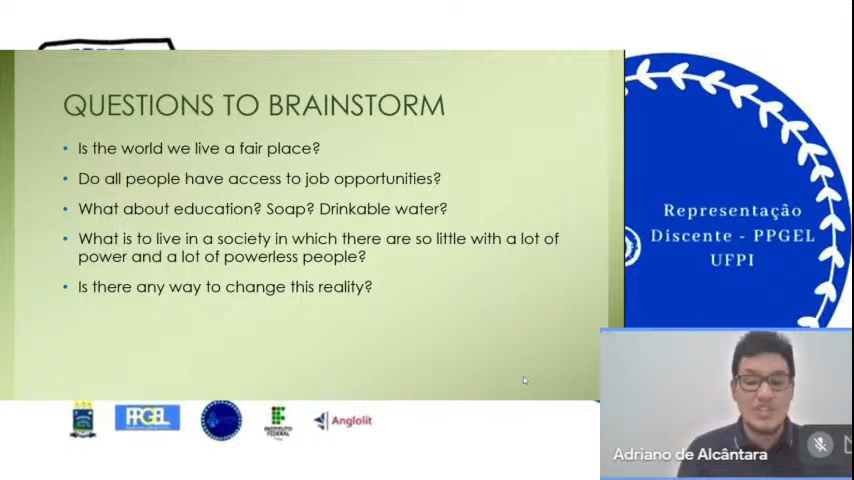 QUESTIONS TO BRAINSTORM
• Is the world we live a fair place?
• Do all people have access to job opportunities?
• What about education? Soap? Drinkable water?
• What is to live in a society in which there are so little with a lot of
power and a lot of powerless people?
• Is there any way to change this reality?
Representação
Discente - PPGEL
UFPI
PPGEL
INSTITUTO
FEDERAL
Anglolit
Adriano de Alcântara